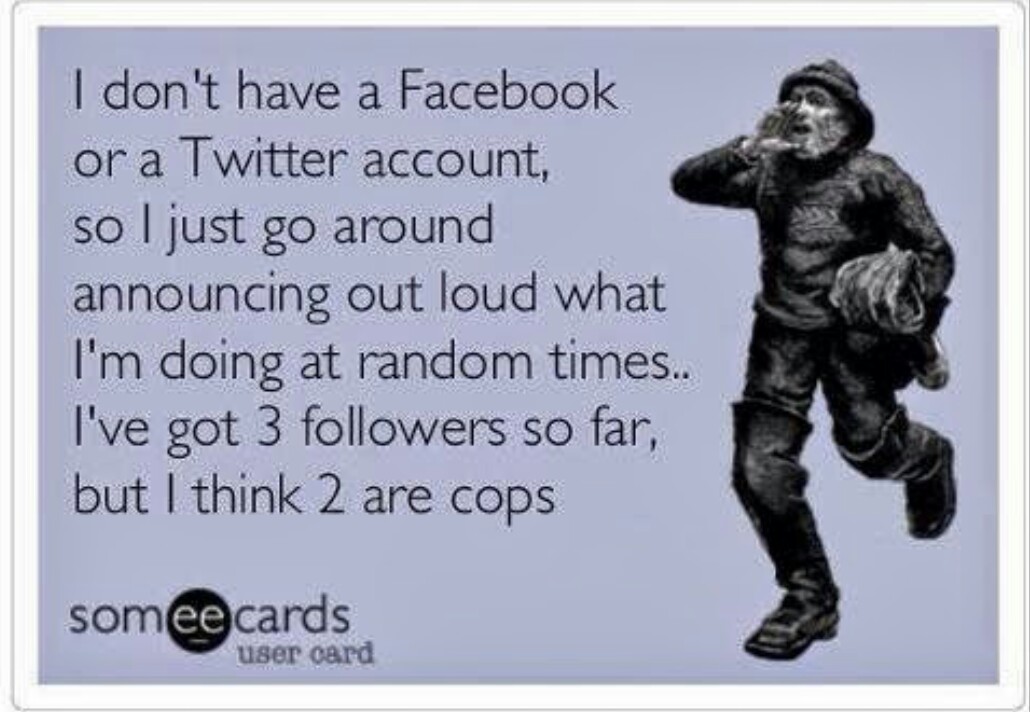 I don't have a Facebook
or a Twitter account,
so I just go around
announcing out loud what
I'm doing at random times..
I've got 3 followers so far,
but I think 2 are cops
someecards
user card